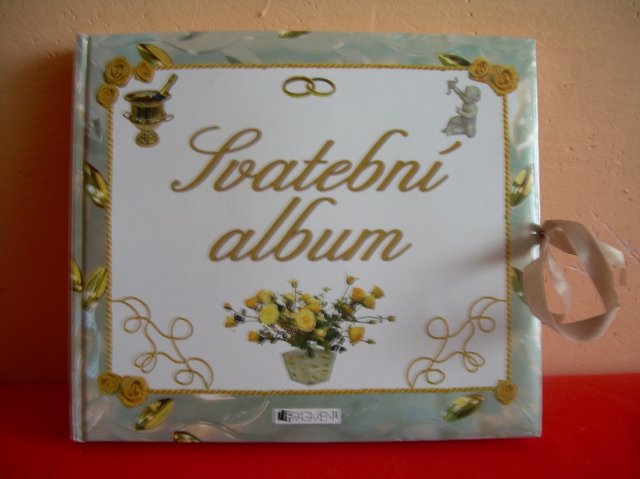 Svatební
album
FRAGMENT